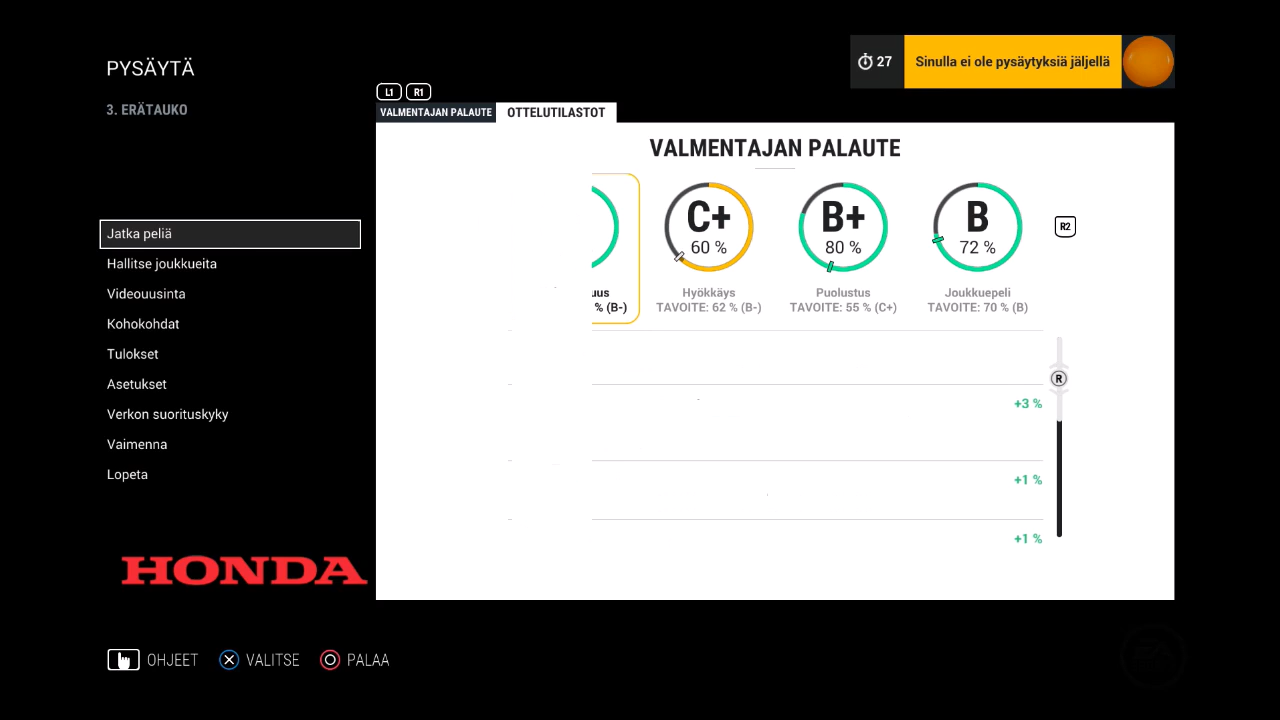 PYSÄYTÄ
3. ERÄTAUKO
27
Sinulla ei ole pysäytyksiä jäljellä
L1 R1
VALMENTAJAN PALAUTE OTTELUTILASTOT
VALMENTAJAN PALAUTE
C+ B+ B
60 % 80 % 72 %
R2
Hyökkäys Puolustus Joukkuepeli
% (B-) TAVOITE: 62 % (B-) TAVOITE: 55 % (C+) TAVOITE: 70 % (B)
R
+3 %
+1 %
+1 %
Jatka peliä
Hallitse joukkueita
Videouusinta
Kohokohdat
Tulokset
Asetukset
Verkon suorituskyky
Vaimenna
Lopeta
HONDA
OHJEET VALITSE PALAA